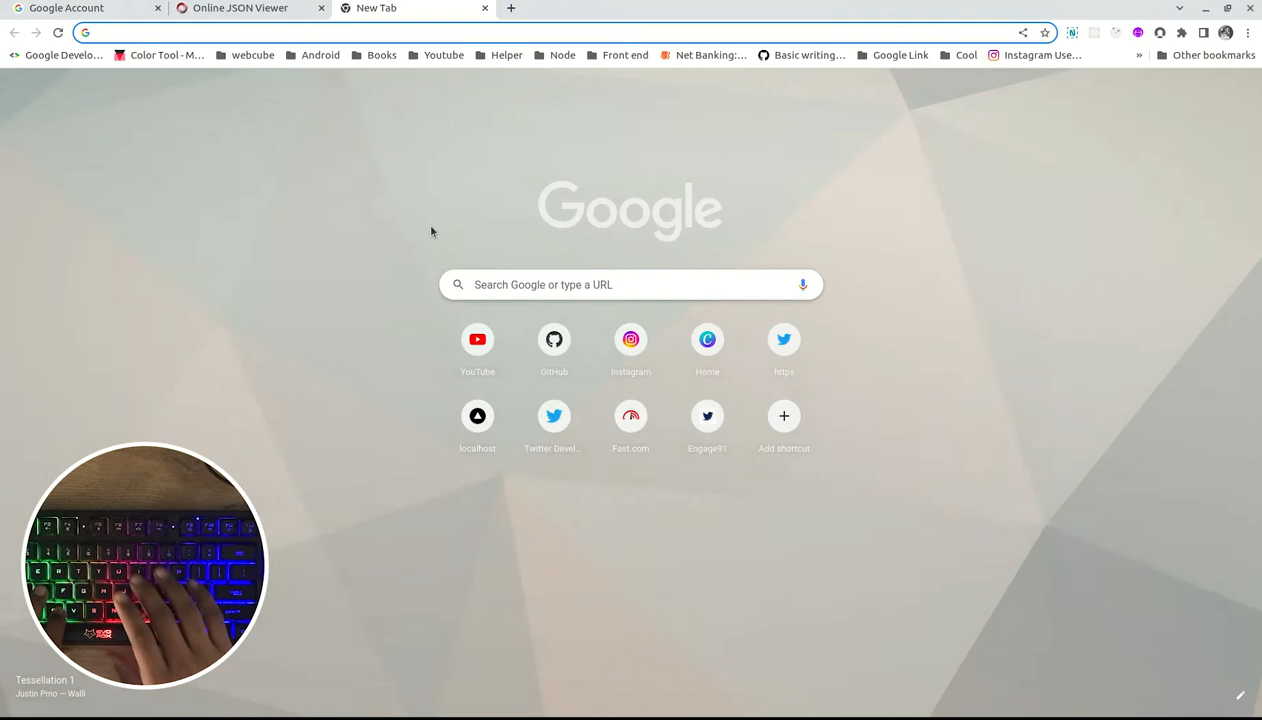 Google Account
Online JSON Viewer
New Tab
Google Develo...
Color Tool - M...
webcube
Android
Books
Youtube
Helper
Node
Front end
Net Banking:...
Basic writing...
Google Link
Cool
Instagram Use...
»
Other bookmarks
Google
Search Google or type a URL
YouTube
GitHub
Instagram
Home
https
localhost
Twitter Devel...
Fast.com
Engage91
Add shortcut
Tessellation 1
Justin Prno — Walli